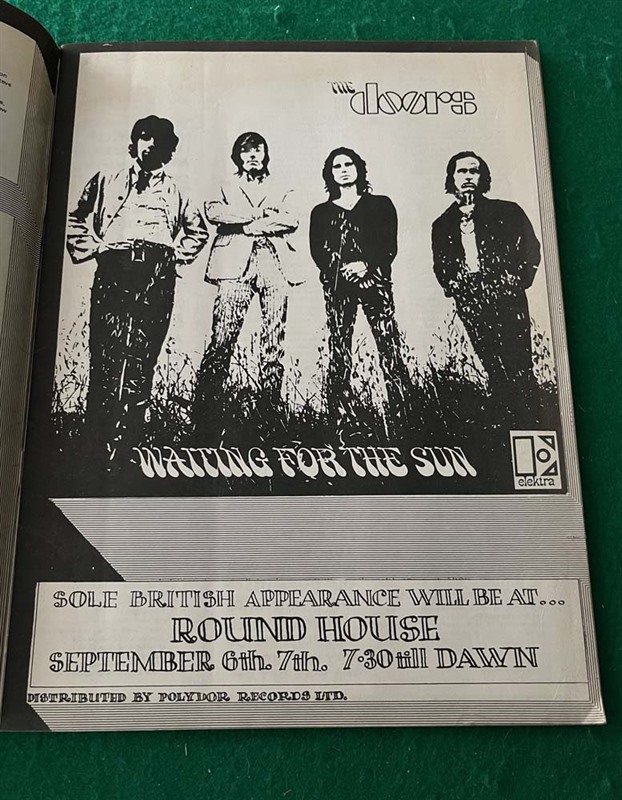 THE
doors
WAITING FOR THE SUN
elektra
SOLE BRITISH APPEARANCE WILL BE AT...
ROUND HOUSE
SEPTEMBER 6th. 7th. 7·30 till DAWN
DISTRIBUTED BY POLYDOR RECORDS LTD.